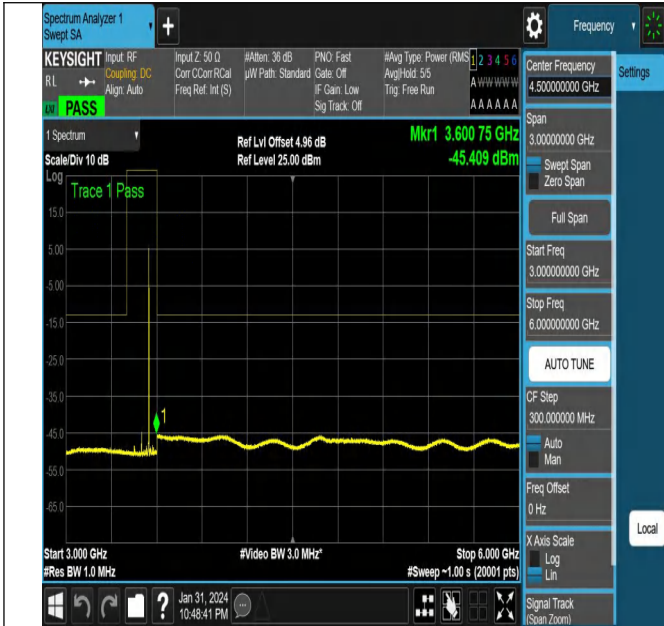 Spectrum Analyzer 1
Swept SA
Frequency
KEYSIGHT
RL
LXI PASS
Input: RF
Coupling: DC
Align: Auto
Input Z: 50 Ω
Corr CCorr RCal
Freq Ref: Int (S)
#Atten: 36 dB
µW Path: Standard
PNO: Fast
Gate: Off
IF Gain: Low
Sig Track: Off
#Avg Type: Power (RMS
Avg|Hold: 5/5
Trig: Free Run
1 2 3 4 5 6
A W W W W W
A A A A A A
1 Spectrum
Scale/Div 10 dB
Ref Lvl Offset 4.96 dB
Ref Level 25.00 dBm
Mkr1 3.600 75 GHz
-45.409 dBm
Log
Trace 1 Pass
15.0
5.00
-5.00
-15.0
-25.0
-35.0
-45.0
-55.0
-65.0
1
Start 3.000 GHz
#Res BW 1.0 MHz
#Video BW 3.0 MHz*
Stop 6.000 GHz
#Sweep ~1.00 s (20001 pts)
Jan 31, 2024
10:48:41 PM
Center Frequency
4.500000000 GHz
Settings
Span
3.00000000 GHz
Swept Span
Zero Span
Full Span
Start Freq
3.000000000 GHz
Stop Freq
6.000000000 GHz
AUTO TUNE
CF Step
300.000000 MHz
Auto
Man
Freq Offset
0 Hz
Local
X Axis Scale
Log
Lin
Signal Track
(Span Zoom)